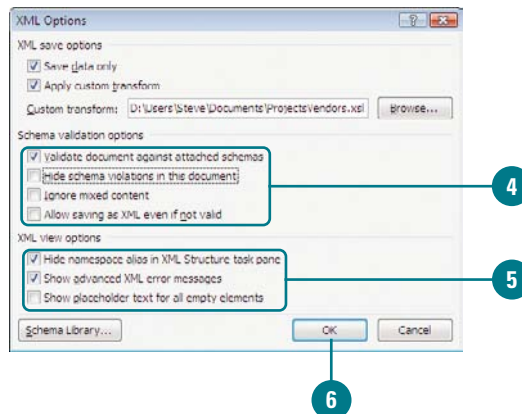 XML Options
XML save options
Save data only
Apply custom transform
Custom transform: D:\Users\Steve\Documents\ProjectsVendors.xsl Browse...
Schema validation options
Validate document against attached schemas
Hide schema violations in this document
Ignore mixed content
Allow saving as XML even if not valid
4
XML view options
Hide namespace alias in XML Structure task pane
Show advanced XML error messages
Show placeholder text for all empty elements
5
Schema Library... OK Cancel
6